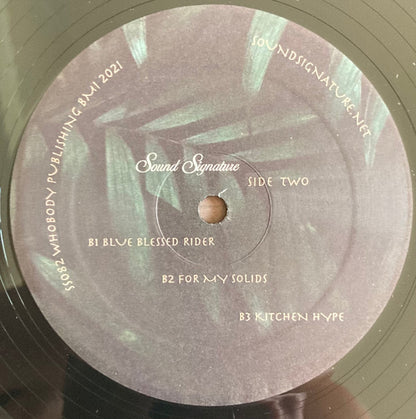 SS082 WHOBODY PUBLISHING BMI 2021
SOUNDSIGNATURE.NET
Sound Signature
SIDE TWO
B1 BLUE BLESSED RIDER
B2 FOR MY SOLIDS
B3 KITCHEN HYPE